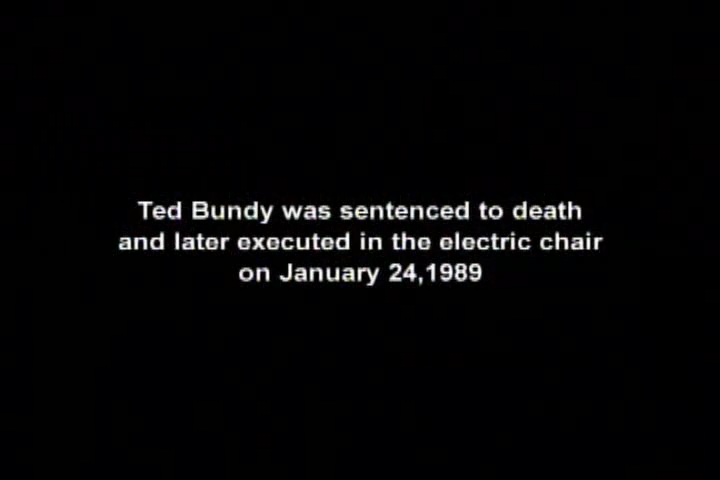 Ted Bundy was sentenced to death
and later executed in the electric chair
on January 24,1989